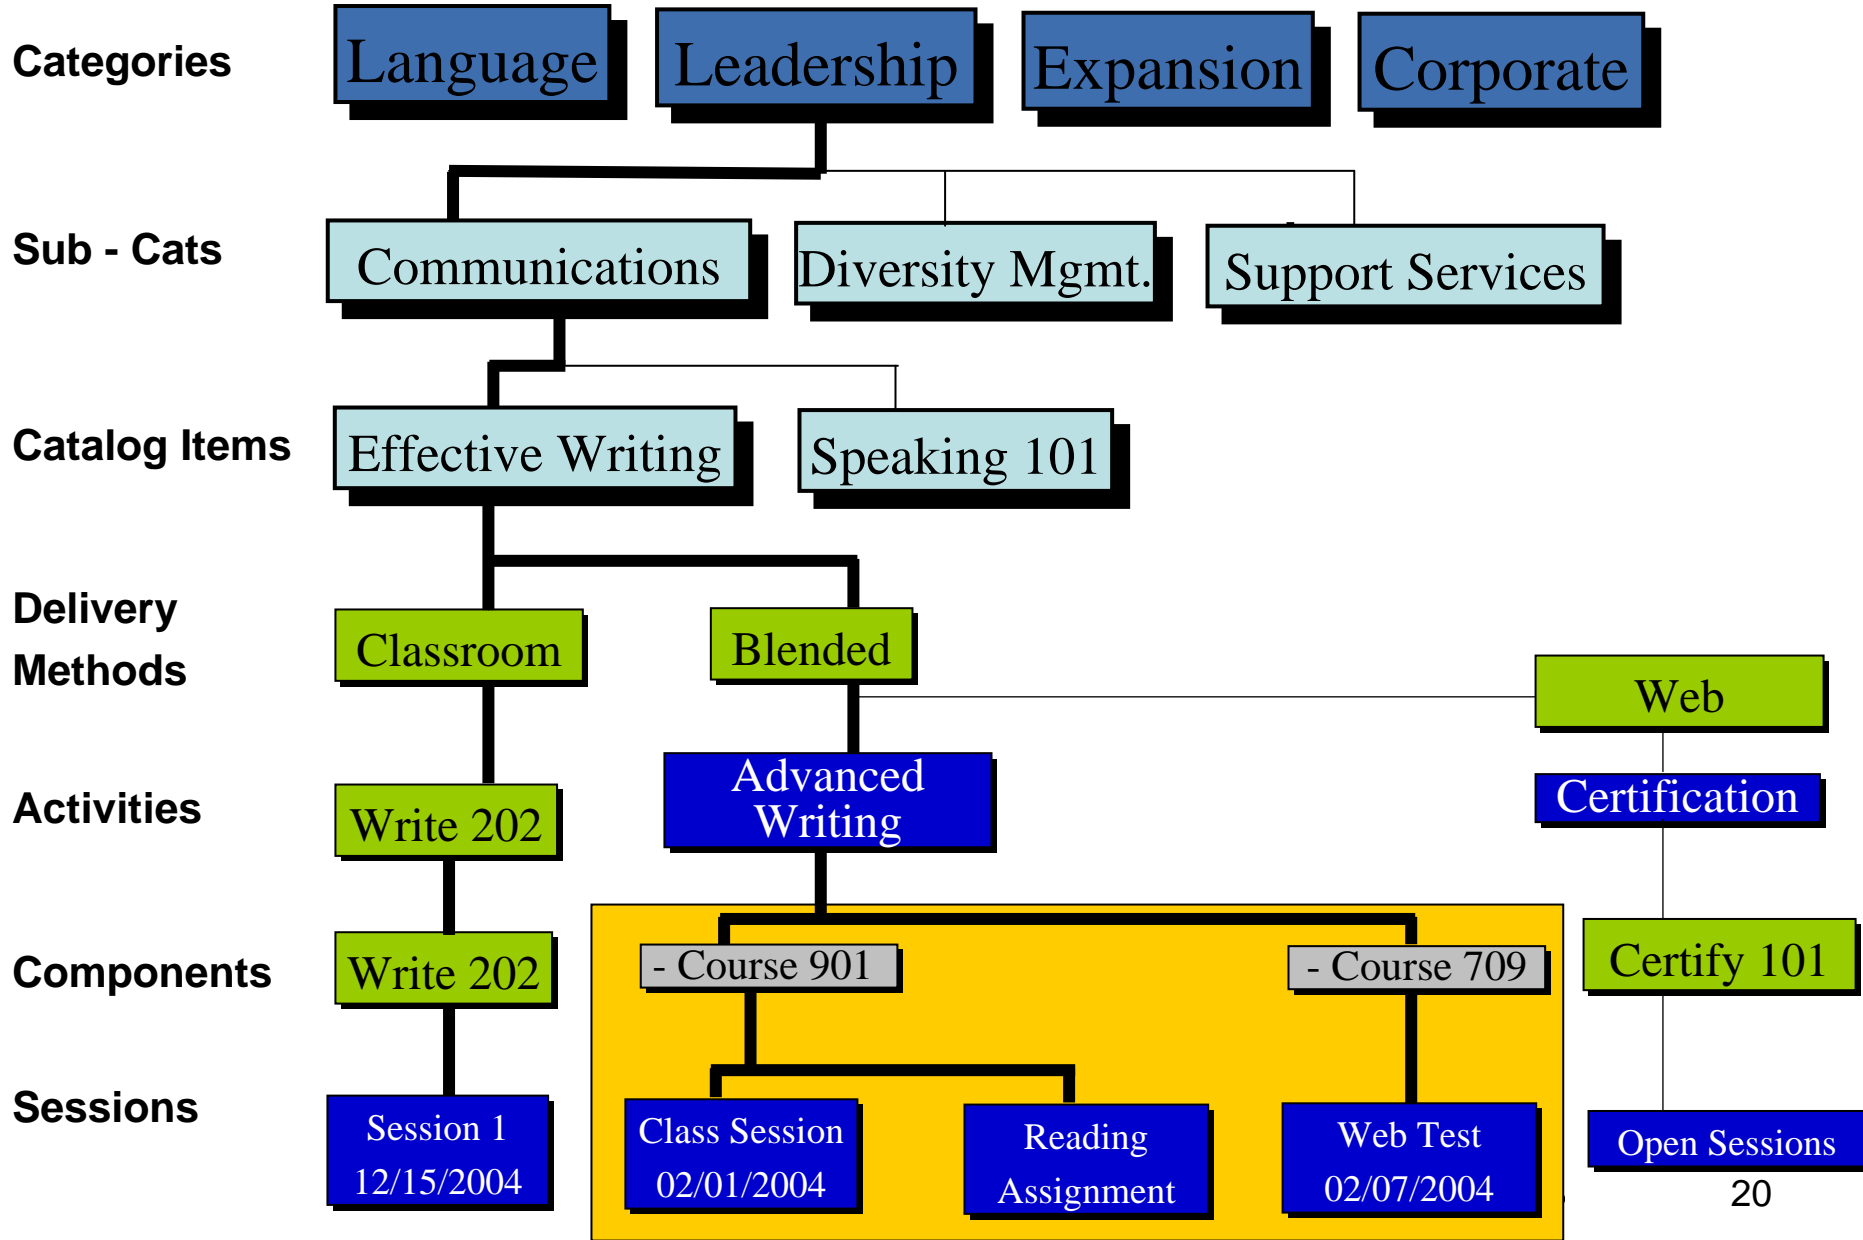 Categories
Language
Leadership
Expansion
Corporate
Sub - Cats
Communications
Diversity Mgmt.
Support Services
Catalog Items
Effective Writing
Speaking 101
Delivery
Methods
Classroom
Blended
Web
Activities
Write 202
Advanced
Writing
Certification
Components
Write 202
- Course 901
- Course 709
Certify 101
Sessions
Session 1
12/15/2004
Class Session
02/01/2004
Reading
Assignment
Web Test
02/07/2004
Open Sessions
20